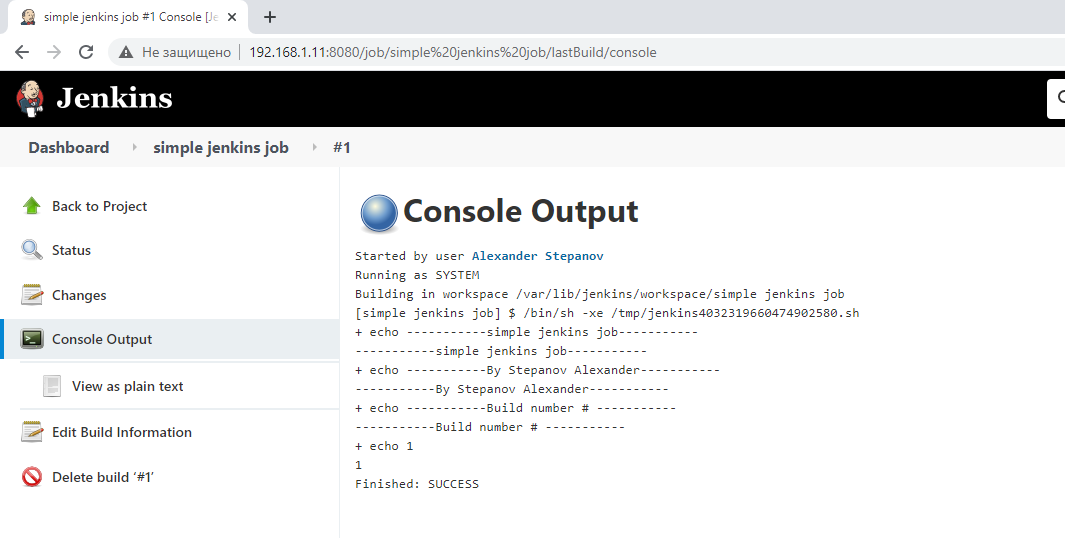 simple jenkins job #1 Console [Je
Не защищено 192.168.1.11:8080/job/simple%20jenkins%20job/lastBuild/console
Jenkins
Dashboard simple jenkins job #1
Back to Project
Status
Changes
Console Output
View as plain text
Edit Build Information
Delete build ‘#1’
Console Output
Started by user Alexander Stepanov
Running as SYSTEM
Building in workspace /var/lib/jenkins/workspace/simple jenkins job
[simple jenkins job] $ /bin/sh -xe /tmp/jenkins4032319660474902580.sh
+ echo -----------simple jenkins job-----------
-----------simple jenkins job-----------
+ echo -----------By Stepanov Alexander-----------
-----------By Stepanov Alexander-----------
+ echo -----------Build number # -----------
-----------Build number # -----------
+ echo 1
1
Finished: SUCCESS